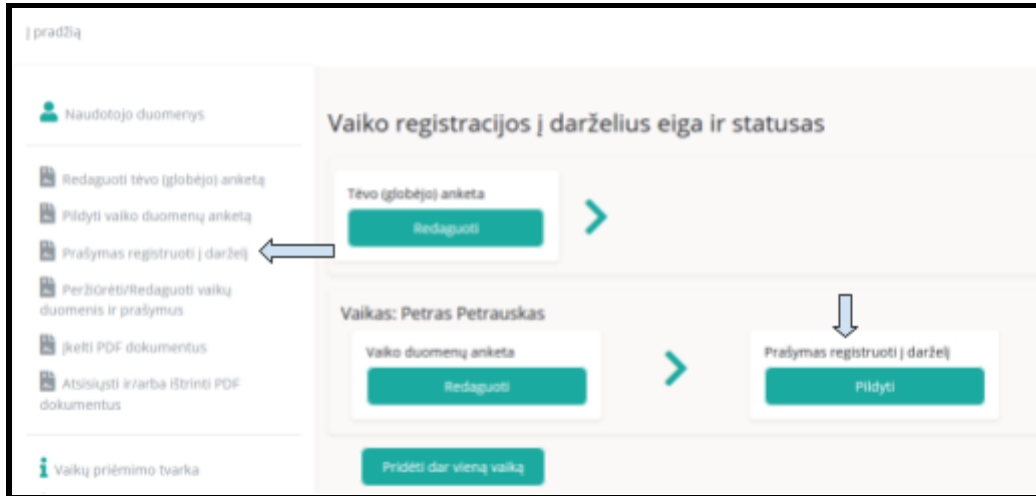 Į pradžią
Naudotojo duomenys
Redaguoti tėvo (globėjo) anketą
Pildyti vaiko duomenų anketą
Prašymas registruoti į darželį
Peržiūrėti/Redaguoti vaikų
duomenis ir prašymus
Įkelti PDF dokumentus
Atsisiųsti ir/arba ištrinti PDF
dokumentus
Vaikų priėmimo tvarka
Vaiko registracijos į darželius eiga ir statusas
Tėvo (globėjo) anketa
Redaguoti
Vaikas: Petras Petrauskas
Vaiko duomenų anketa
Redaguoti
Prašymas registruoti į darželį
Pildyti
Pridėti dar vieną vaiką